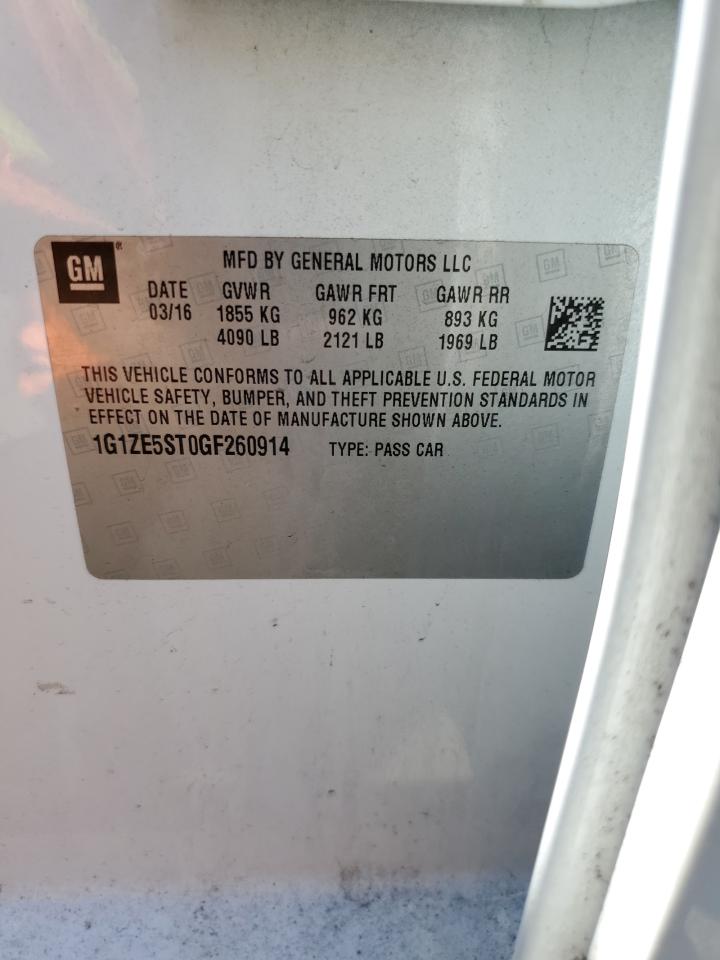 GM ® MFD BY GENERAL MOTORS LLC
DATE GVWR GAWR FRT GAWR RR
03/16 1855 KG 962 KG 893 KG
4090 LB 2121 LB 1969 LB
THIS VEHICLE CONFORMS TO ALL APPLICABLE U.S. FEDERAL MOTOR
VEHICLE SAFETY, BUMPER, AND THEFT PREVENTION STANDARDS IN
EFFECT ON THE DATE OF MANUFACTURE SHOWN ABOVE.
1G1ZE5ST0GF260914 TYPE: PASS CAR